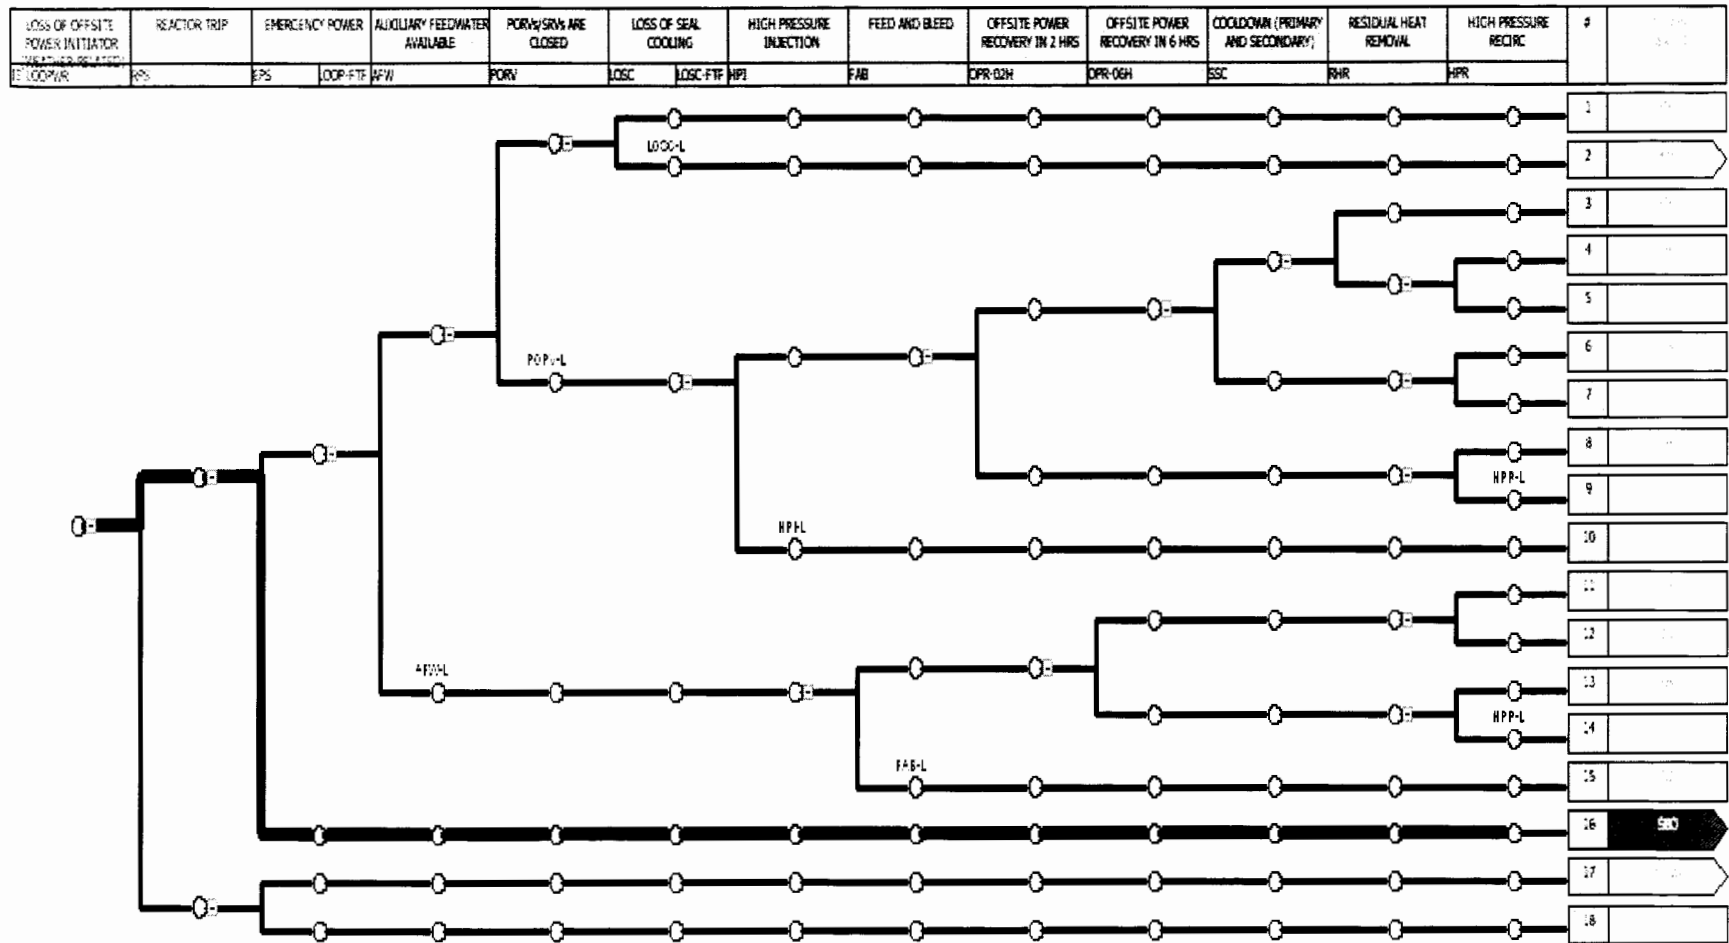 LOSS OF OFFSITE
POWER INITIATOR
(WEATHER-RELATED)
REACTOR TRIP
EMERGENCY POWER
AUXILIARY FEEDWATER
AVAILABLE
PORVs/SRVs ARE
CLOSED
LOSS OF SEAL
COOLING
HIGH PRESSURE
INJECTION
FEED AND BLEED
OFFSITE POWER
RECOVERY IN 2 HRS
OFFSITE POWER
RECOVERY IN 6 HRS
COOLDOWN (PRIMARY
AND SECONDARY)
RESIDUAL HEAT
REMOVAL
HIGH PRESSURE
RECIRC
#
LOOPWR
RPS
EPS
LOOP-FTF
AFW
PORV
LOSC
LOSC-FTF
HPI
FAB
OPR-02H
OPR-06H
SSC
RHR
HPR
1
LOSC-L
2
3
4
5
PORV-L
6
7
8
HPR-L
9
HPI-L
10
11
12
AFW-L
13
HPR-L
14
FAB-L
15
16
SBO
17
18